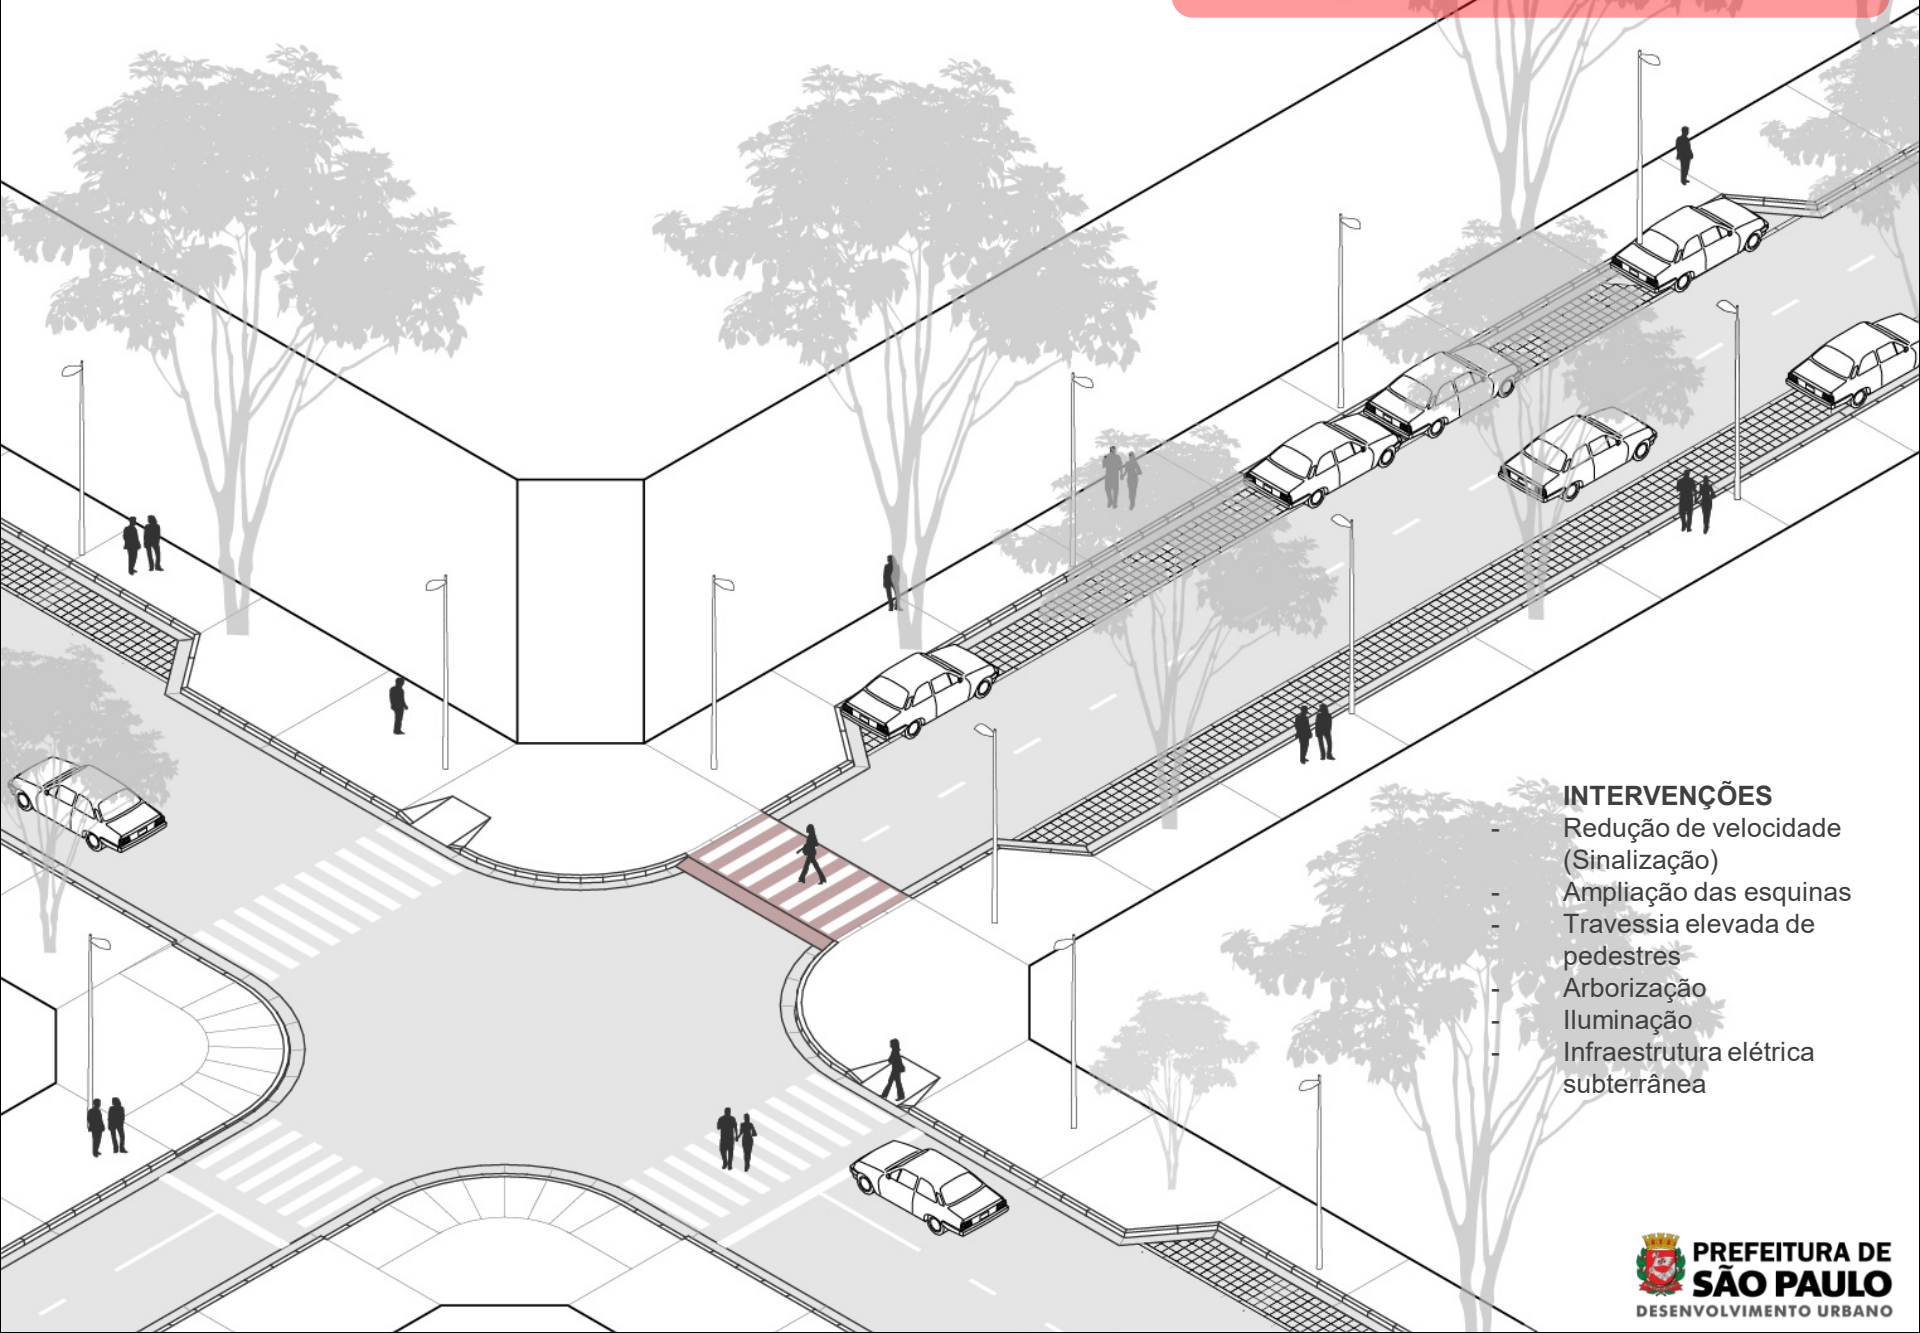 INTERVENÇÕES
- Redução de velocidade
(Sinalização)
- Ampliação das esquinas
- Travessia elevada de
pedestres
- Arborização
- Iluminação
- Infraestrutura elétrica
subterrânea
PREFEITURA DE
SÃO PAULO
DESENVOLVIMENTO URBANO